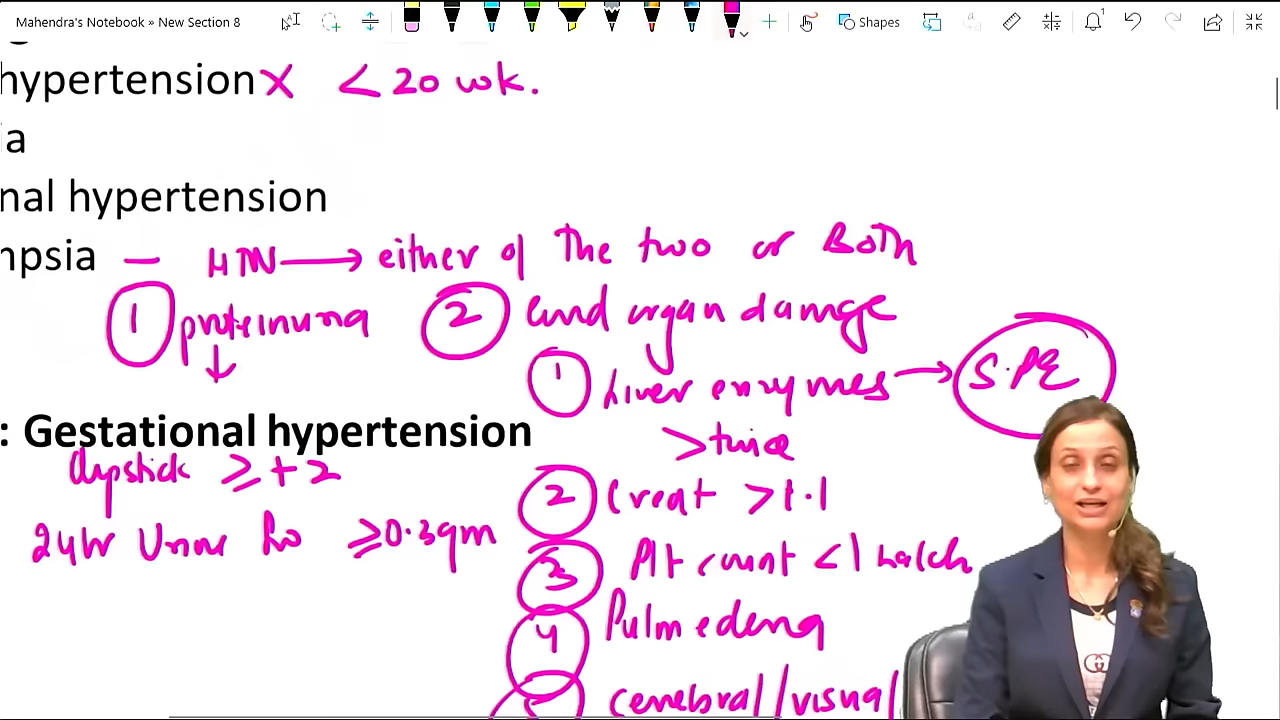 Mahendra's Notebook » New Section 8
Shapes
hypertension X < 20 wk.
ia
nal hypertension
npsia — HTN → either of The two or Both
1 proteinuria 2 end organ damage
↓
1 Liver enzymes → S.PE
: Gestational hypertension
> twice
dipstick ≥ +2
2 Creat > 1.1
24hr Urine Pro ≥ 0.3gm
3 Plt count < 1 lakh
4 Pulm edema
5 cerebral / visual